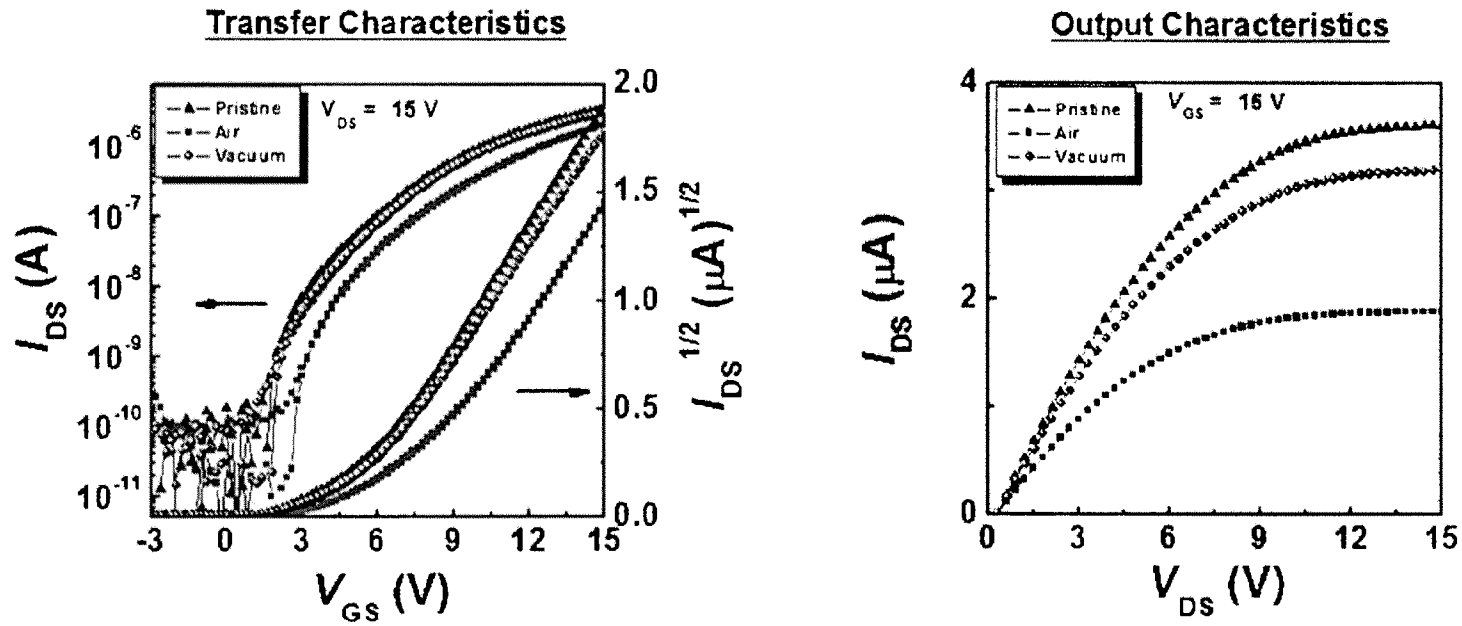 Transfer Characteristics
Pristine
Air
Vacuum
V_DS = 15 V
I_DS (A)
10^-6
10^-7
10^-8
10^-9
10^-10
10^-11
-3 0 3 6 9 12 15
V_GS (V)
2.0
1.5
1.0
0.5
0.0
I_DS^1/2 (μA)^1/2
Output Characteristics
Pristine
Air
Vacuum
V_GS = 15 V
I_DS (μA)
4
2
0
0 3 6 9 12 15
V_DS (V)